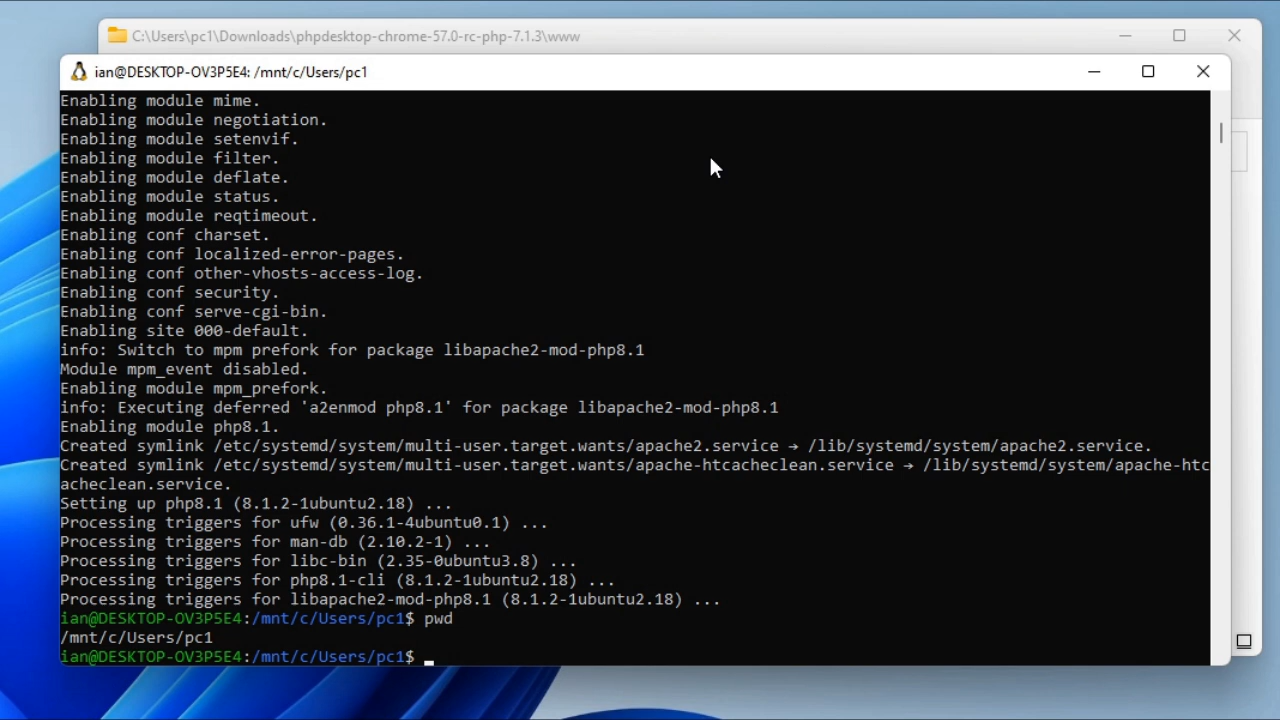 C:\Users\pc1\Downloads\phpdesktop-chrome-57.0-rc-php-7.1.3\www
ian@DESKTOP-OV3P5E4: /mnt/c/Users/pc1
Enabling module mime.
Enabling module negotiation.
Enabling module setenvif.
Enabling module filter.
Enabling module deflate.
Enabling module status.
Enabling module reqtimeout.
Enabling conf charset.
Enabling conf localized-error-pages.
Enabling conf other-vhosts-access-log.
Enabling conf security.
Enabling conf serve-cgi-bin.
Enabling site 000-default.
info: Switch to mpm prefork for package libapache2-mod-php8.1
Module mpm_event disabled.
Enabling module mpm_prefork.
info: Executing deferred 'a2enmod php8.1' for package libapache2-mod-php8.1
Enabling module php8.1.
Created symlink /etc/systemd/system/multi-user.target.wants/apache2.service → /lib/systemd/system/apache2.service.
Created symlink /etc/systemd/system/multi-user.target.wants/apache-htcacheclean.service → /lib/systemd/system/apache-htc
acheclean.service.
Setting up php8.1 (8.1.2-1ubuntu2.18) ...
Processing triggers for ufw (0.36.1-4ubuntu0.1) ...
Processing triggers for man-db (2.10.2-1) ...
Processing triggers for libc-bin (2.35-0ubuntu3.8) ...
Processing triggers for php8.1-cli (8.1.2-1ubuntu2.18) ...
Processing triggers for libapache2-mod-php8.1 (8.1.2-1ubuntu2.18) ...
ian@DESKTOP-OV3P5E4:/mnt/c/Users/pc1$ pwd
/mnt/c/Users/pc1
ian@DESKTOP-OV3P5E4:/mnt/c/Users/pc1$